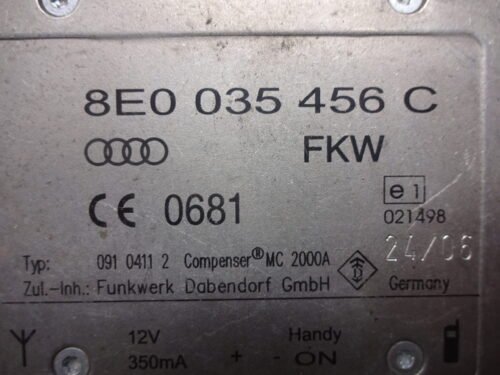 8E0 035 456 C
FKW
CE 0681
e1
021498
24/06
Typ: 091 0411 2 Compenser® MC 2000A
Zul.-Inh.: Funkwerk Dabendorf GmbH Germany
12V Handy
350mA + - ON